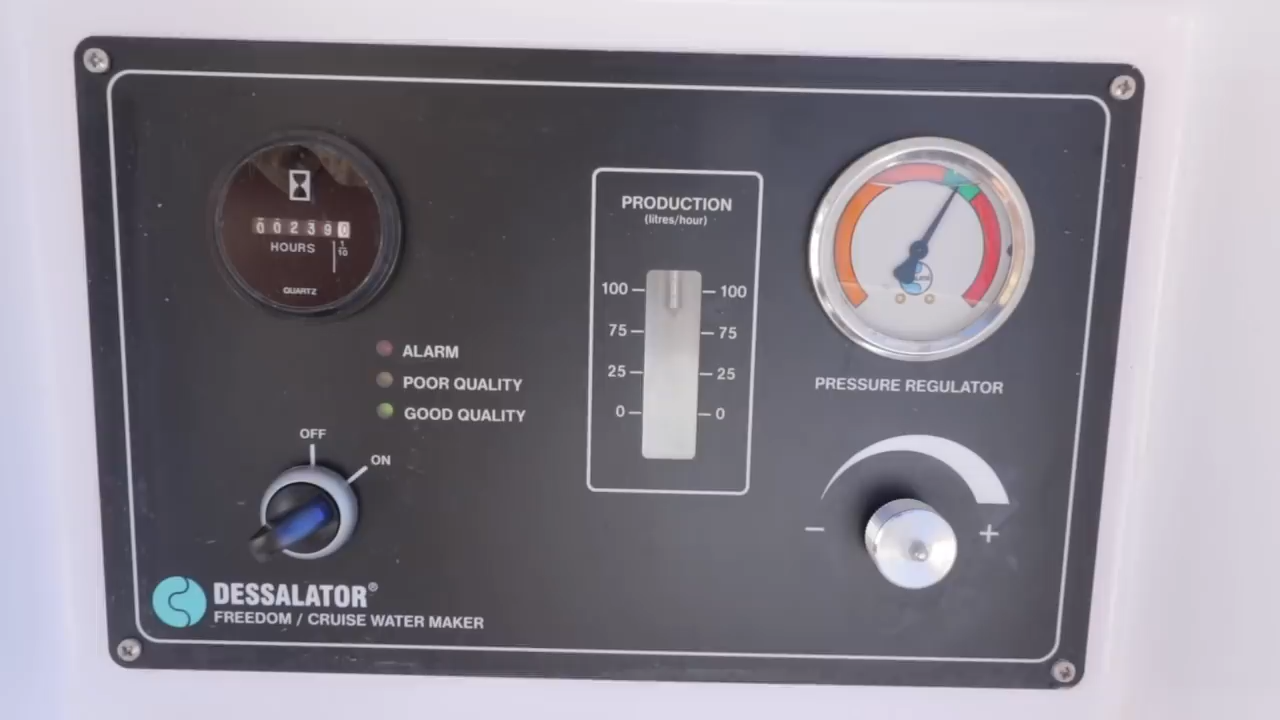 002390
HOURS 1/10
QUARTZ
ALARM
POOR QUALITY
GOOD QUALITY
OFF
ON
DESSALATOR®
FREEDOM / CRUISE WATER MAKER
PRODUCTION
(litres/hour)
100 100
75 75
25 25
0 0
PRESSURE REGULATOR
− +